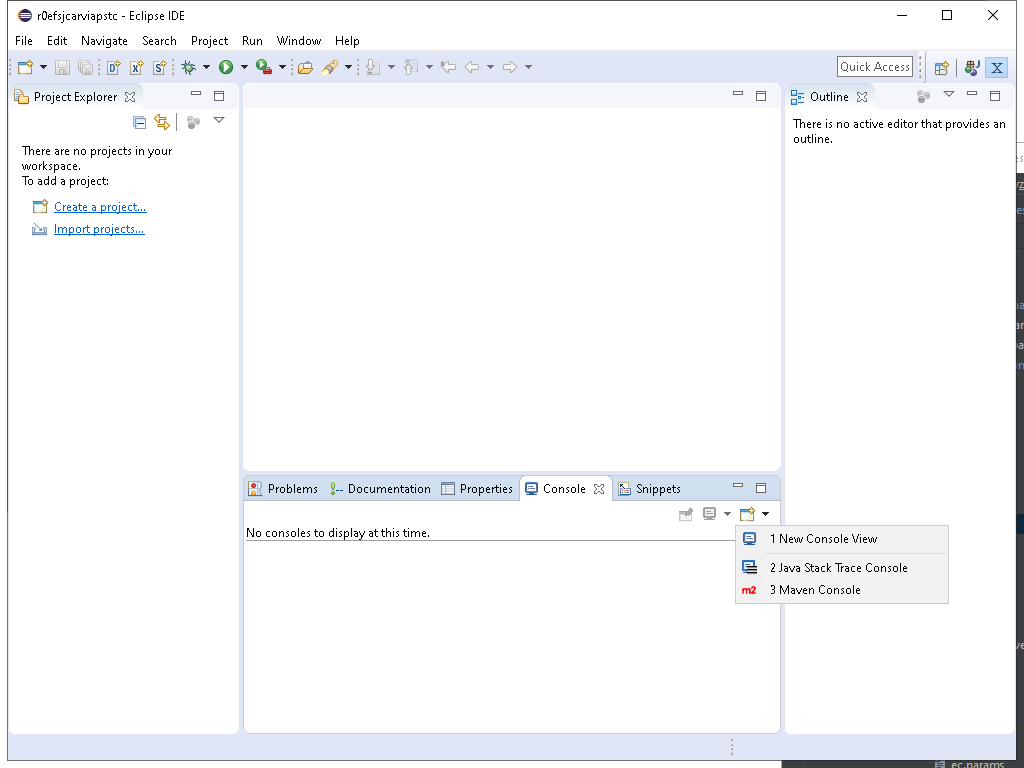 r0efsjcarviapstc - Eclipse IDE
File Edit Navigate Search Project Run Window Help
Quick Access
Project Explorer
Outline
There are no projects in your
workspace.
To add a project:
Create a project...
Import projects...
There is no active editor that provides an
outline.
Problems Documentation Properties Console Snippets
No consoles to display at this time.
1 New Console View
2 Java Stack Trace Console
m2 3 Maven Console
ec.params